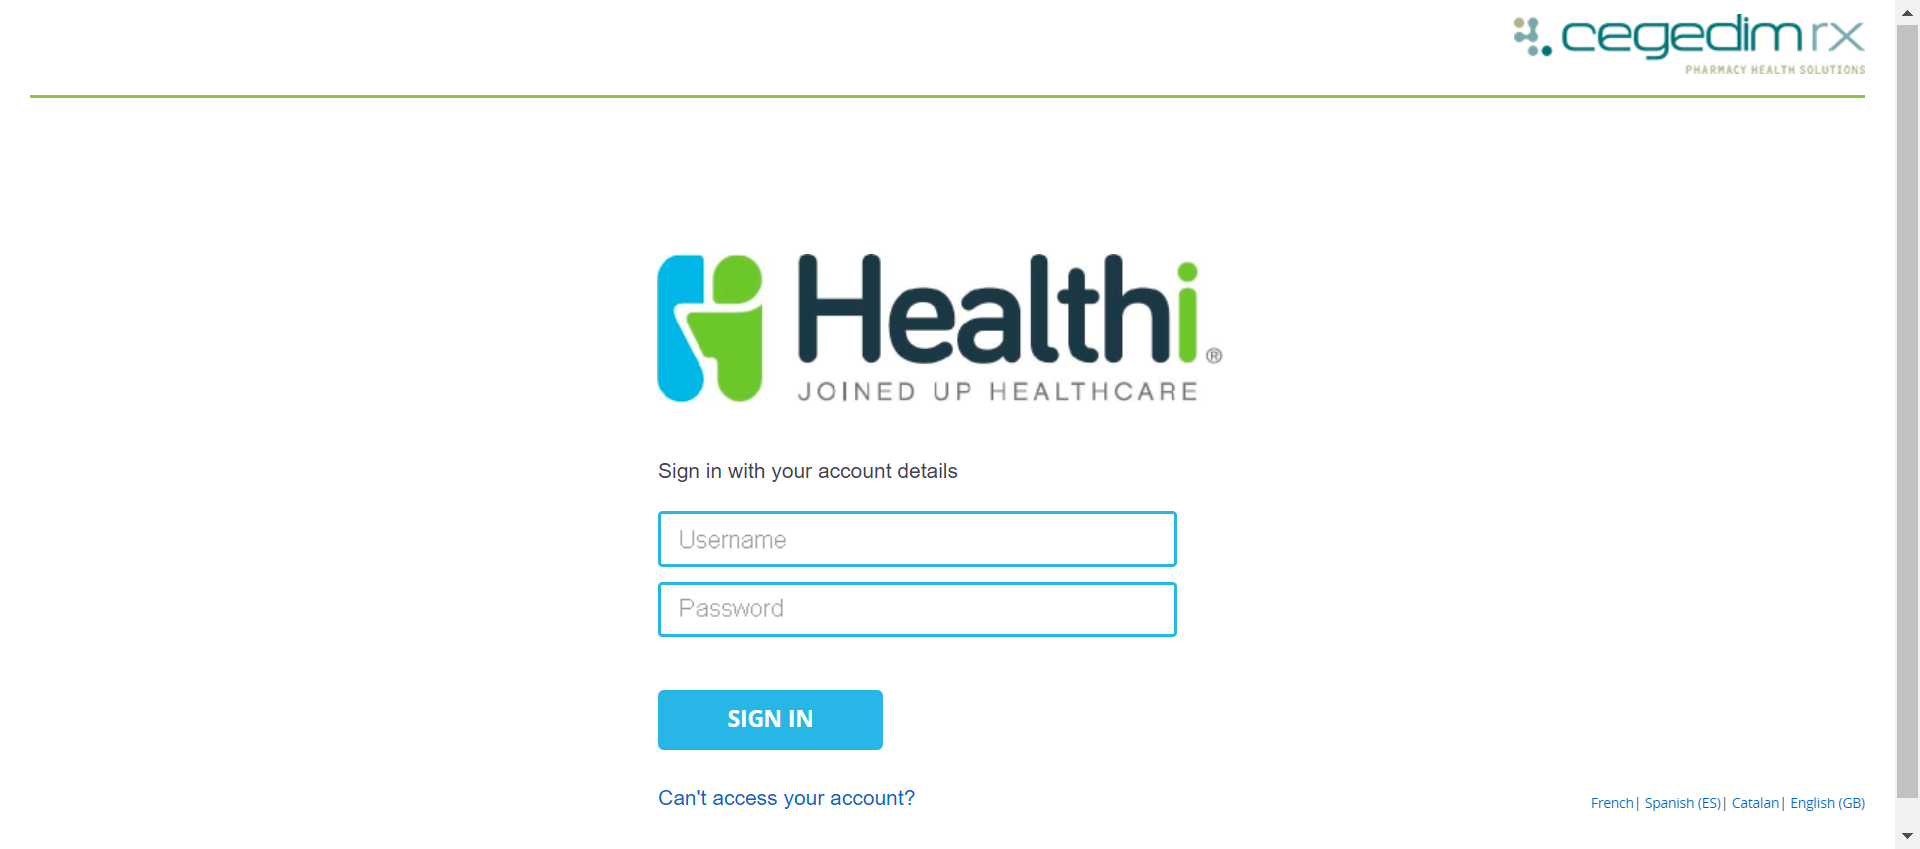 cegedim rx
PHARMACY HEALTH SOLUTIONS
Healthi®
JOINED UP HEALTHCARE
Sign in with your account details
Username
Password
SIGN IN
Can't access your account?
French| Spanish (ES)| Catalan| English (GB)